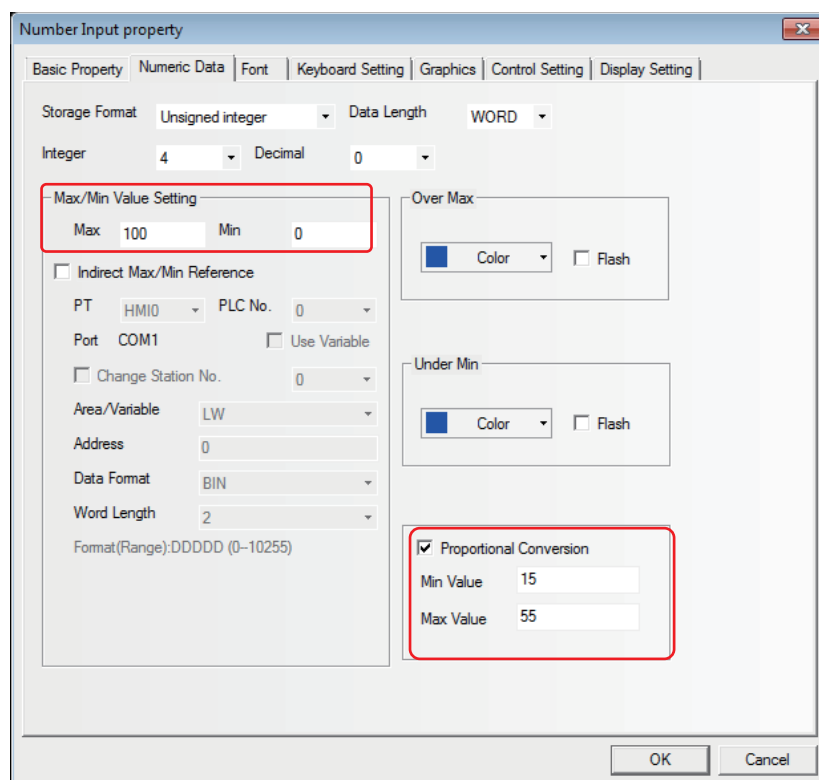 Number Input property
Basic Property Numeric Data Font Keyboard Setting Graphics Control Setting Display Setting
Storage Format Unsigned integer Data Length WORD
Integer 4 Decimal 0
Max/Min Value Setting
Max 100 Min 0
Indirect Max/Min Reference
PT HMI0 PLC No. 0
Port COM1 Use Variable
Change Station No. 0
Area/Variable LW
Address 0
Data Format BIN
Word Length 2
Format(Range):DDDDD (0--10255)
Over Max
Color Flash
Under Min
Color Flash
Proportional Conversion
Min Value 15
Max Value 55
OK Cancel